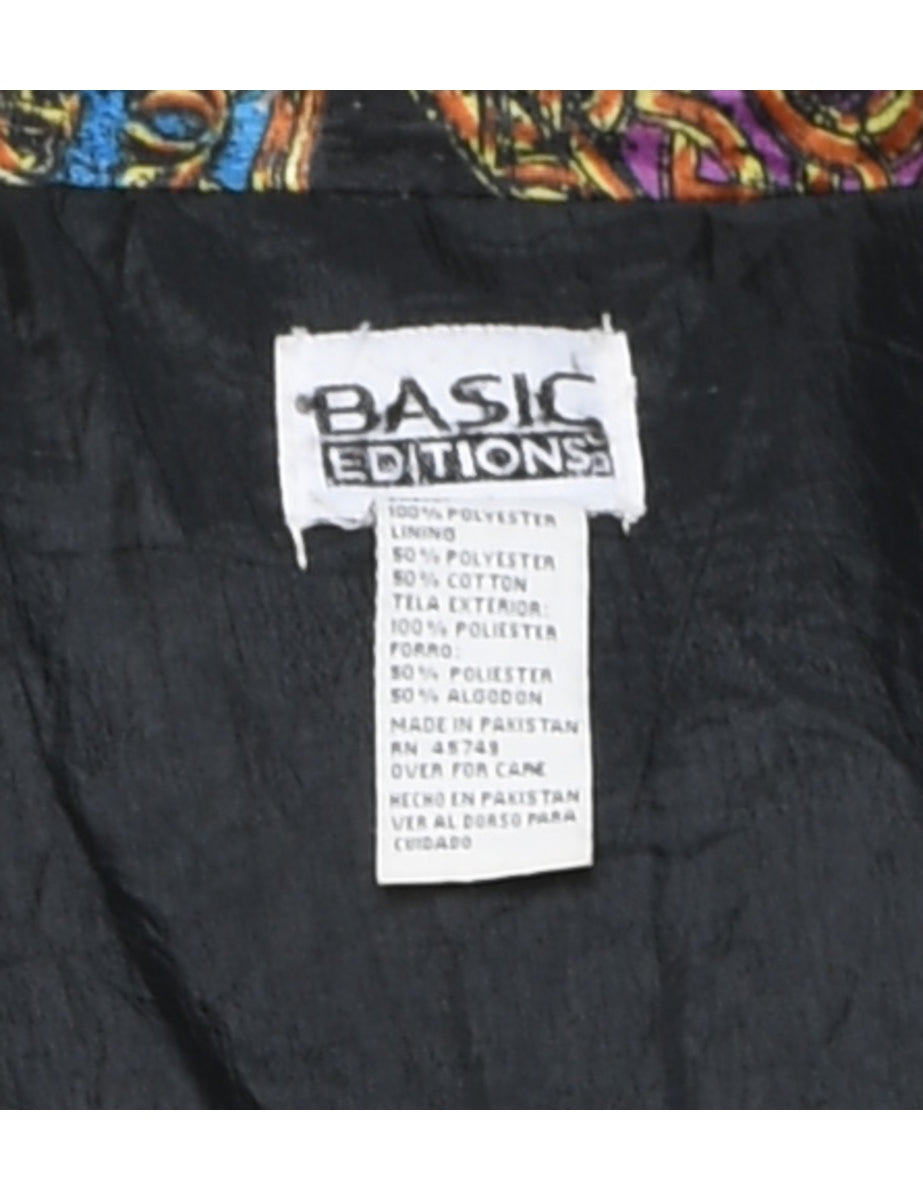 BASIC
EDITIONS
100% POLYESTER
LINING
50% POLYESTER
50% COTTON
TELA EXTERIOR:
100% POLIESTER
FORRO:
50% POLIESTER
50% ALGODON
MADE IN PAKISTAN
RN 45749
OVER FOR CARE
HECHO EN PAKISTAN
VER AL DORSO PARA
CUIDADO